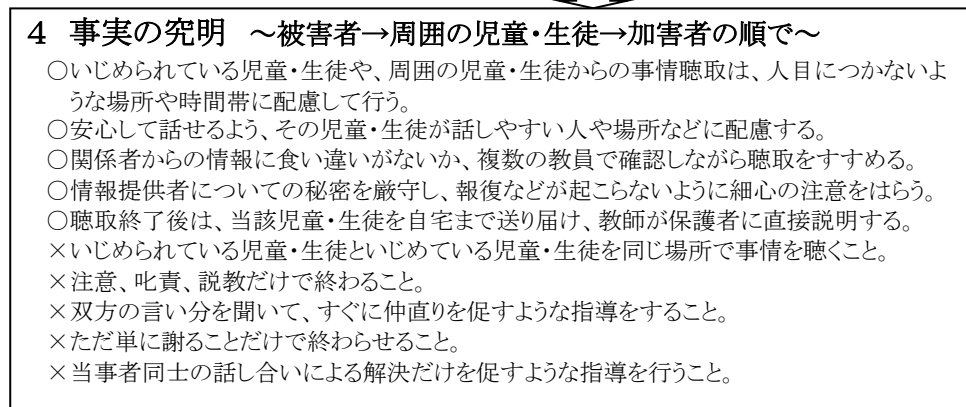 4 事実の究明 ～被害者→周囲の児童・生徒→加害者の順で～
○いじめられている児童・生徒や、周囲の児童・生徒からの事情聴取は、人目につかないよ
うな場所や時間帯に配慮して行う。
○安心して話せるよう、その児童・生徒が話しやすい人や場所などに配慮する。
○関係者からの情報に食い違いがないか、複数の教員で確認しながら聴取をすすめる。
○情報提供者についての秘密を厳守し、報復などが起こらないように細心の注意をはらう。
○聴取終了後は、当該児童・生徒を自宅まで送り届け、教師が保護者に直接説明する。
×いじめられている児童・生徒といじめている児童・生徒を同じ場所で事情を聴くこと。
×注意、叱責、説教だけで終わること。
×双方の言い分を聞いて、すぐに仲直りを促すような指導をすること。
×ただ単に謝ることだけで終わらせること。
×当事者同士の話し合いによる解決だけを促すような指導を行うこと。